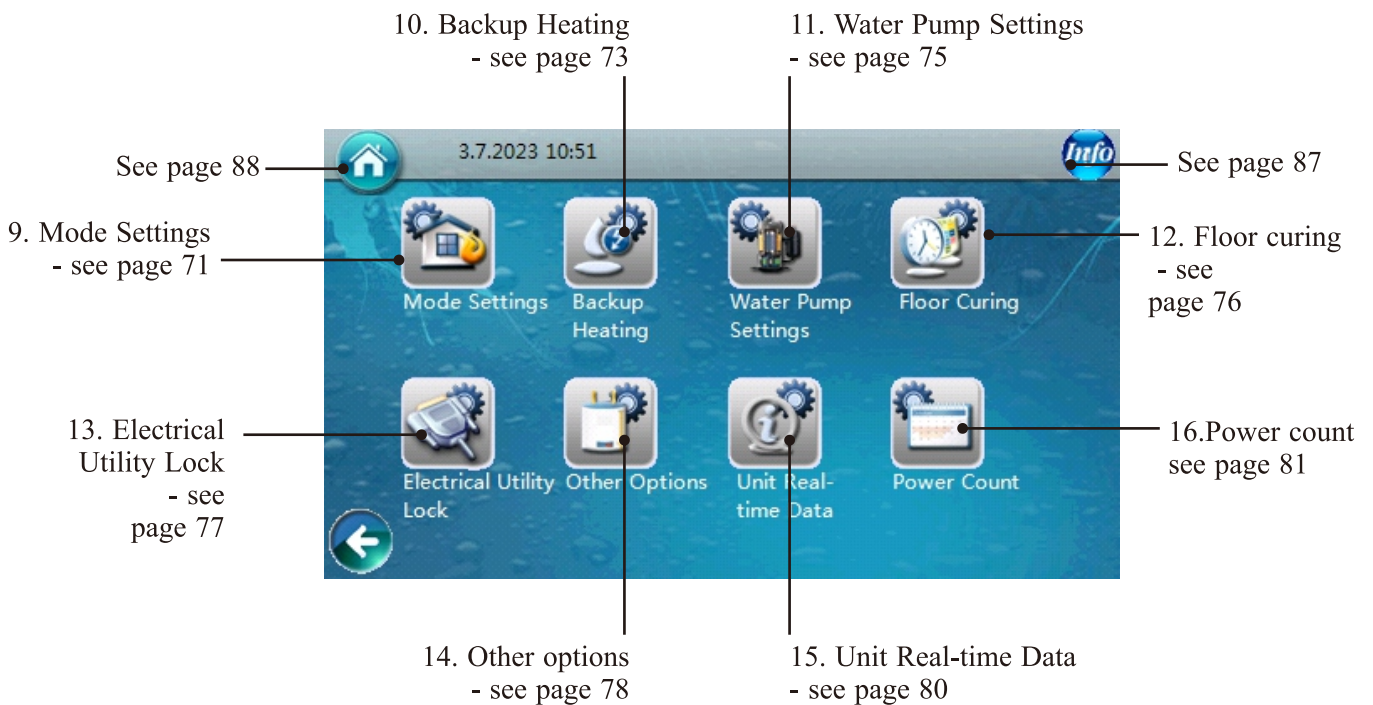 10. Backup Heating
- see page 73
11. Water Pump Settings
- see page 75
See page 88
3.7.2023 10:51
Info
See page 87
9. Mode Settings
- see page 71
12. Floor curing
- see
page 76
Mode Settings
Backup
Heating
Water Pump
Settings
Floor Curing
13. Electrical
Utility Lock
- see
page 77
16.Power count
see page 81
Electrical Utility
Lock
Other Options
Unit Real-
time Data
Power Count
14. Other options
- see page 78
15. Unit Real-time Data
- see page 80